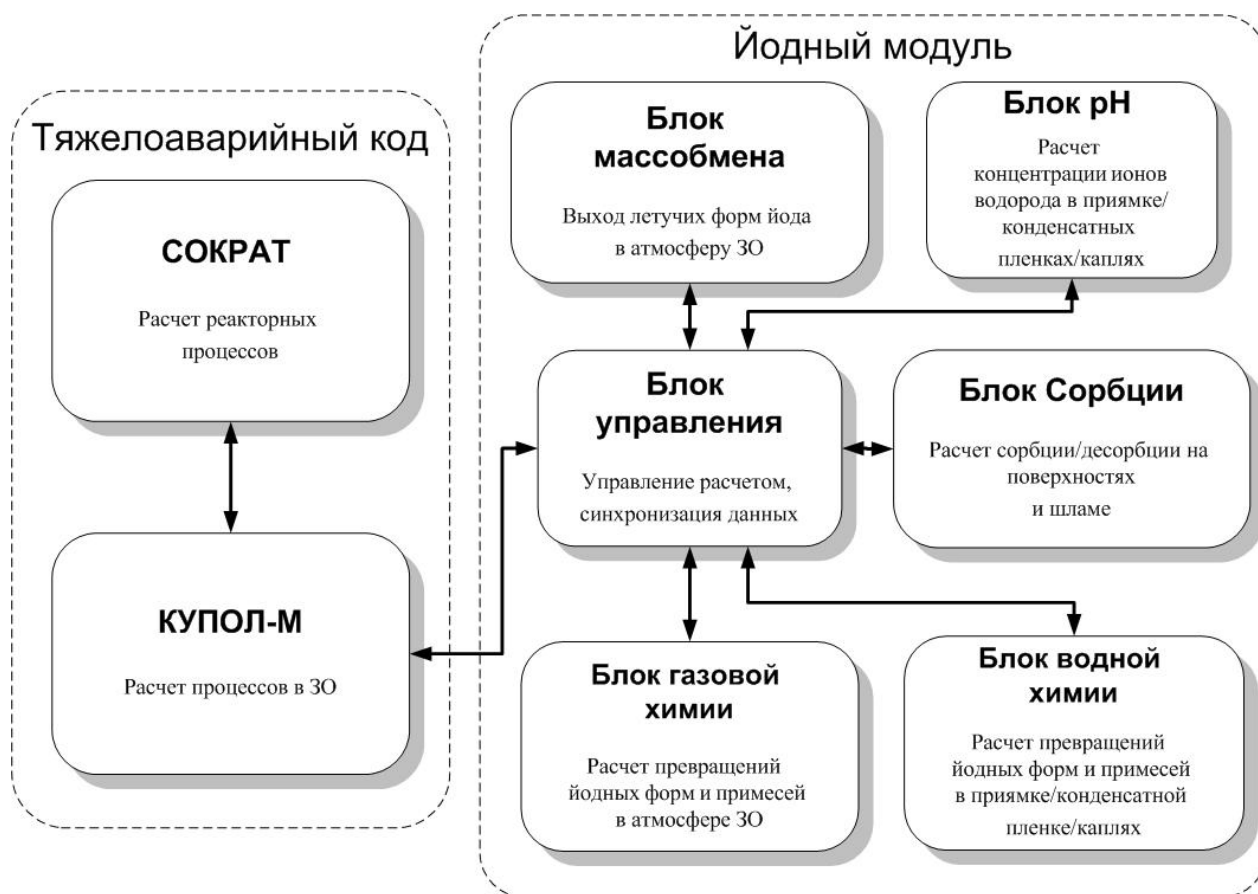 Тяжелоаварийный код
СОКРАТ
Расчет реакторных
процессов
КУПОЛ-М
Расчет процессов в ЗО
Йодный модуль
Блок
массобмена
Выход летучих форм йода
в атмосферу ЗО
Блок pH
Расчет
концентрации ионов
водорода в приямке/
конденсатных
пленках/каплях
Блок
управления
Управление расчетом,
синхронизация данных
Блок Сорбции
Расчет сорбции/десорбции на
поверхностях
и шламе
Блок газовой
химии
Расчет превращений
йодных форм и примесей
в атмосфере ЗО
Блок водной
химии
Расчет превращений
йодных форм и примесей
в приямке/конденсатной
пленке/каплях